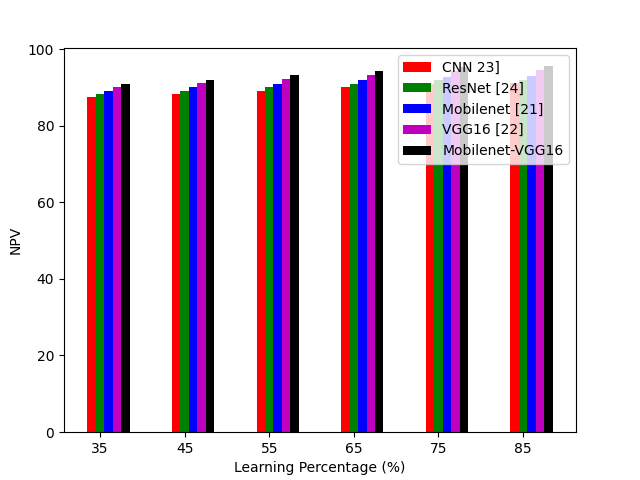 100
80
60
40
20
0
NPV
CNN 23]
ResNet [24]
Mobilenet [21]
VGG16 [22]
Mobilenet-VGG16
35 45 55 65 75 85
Learning Percentage (%)